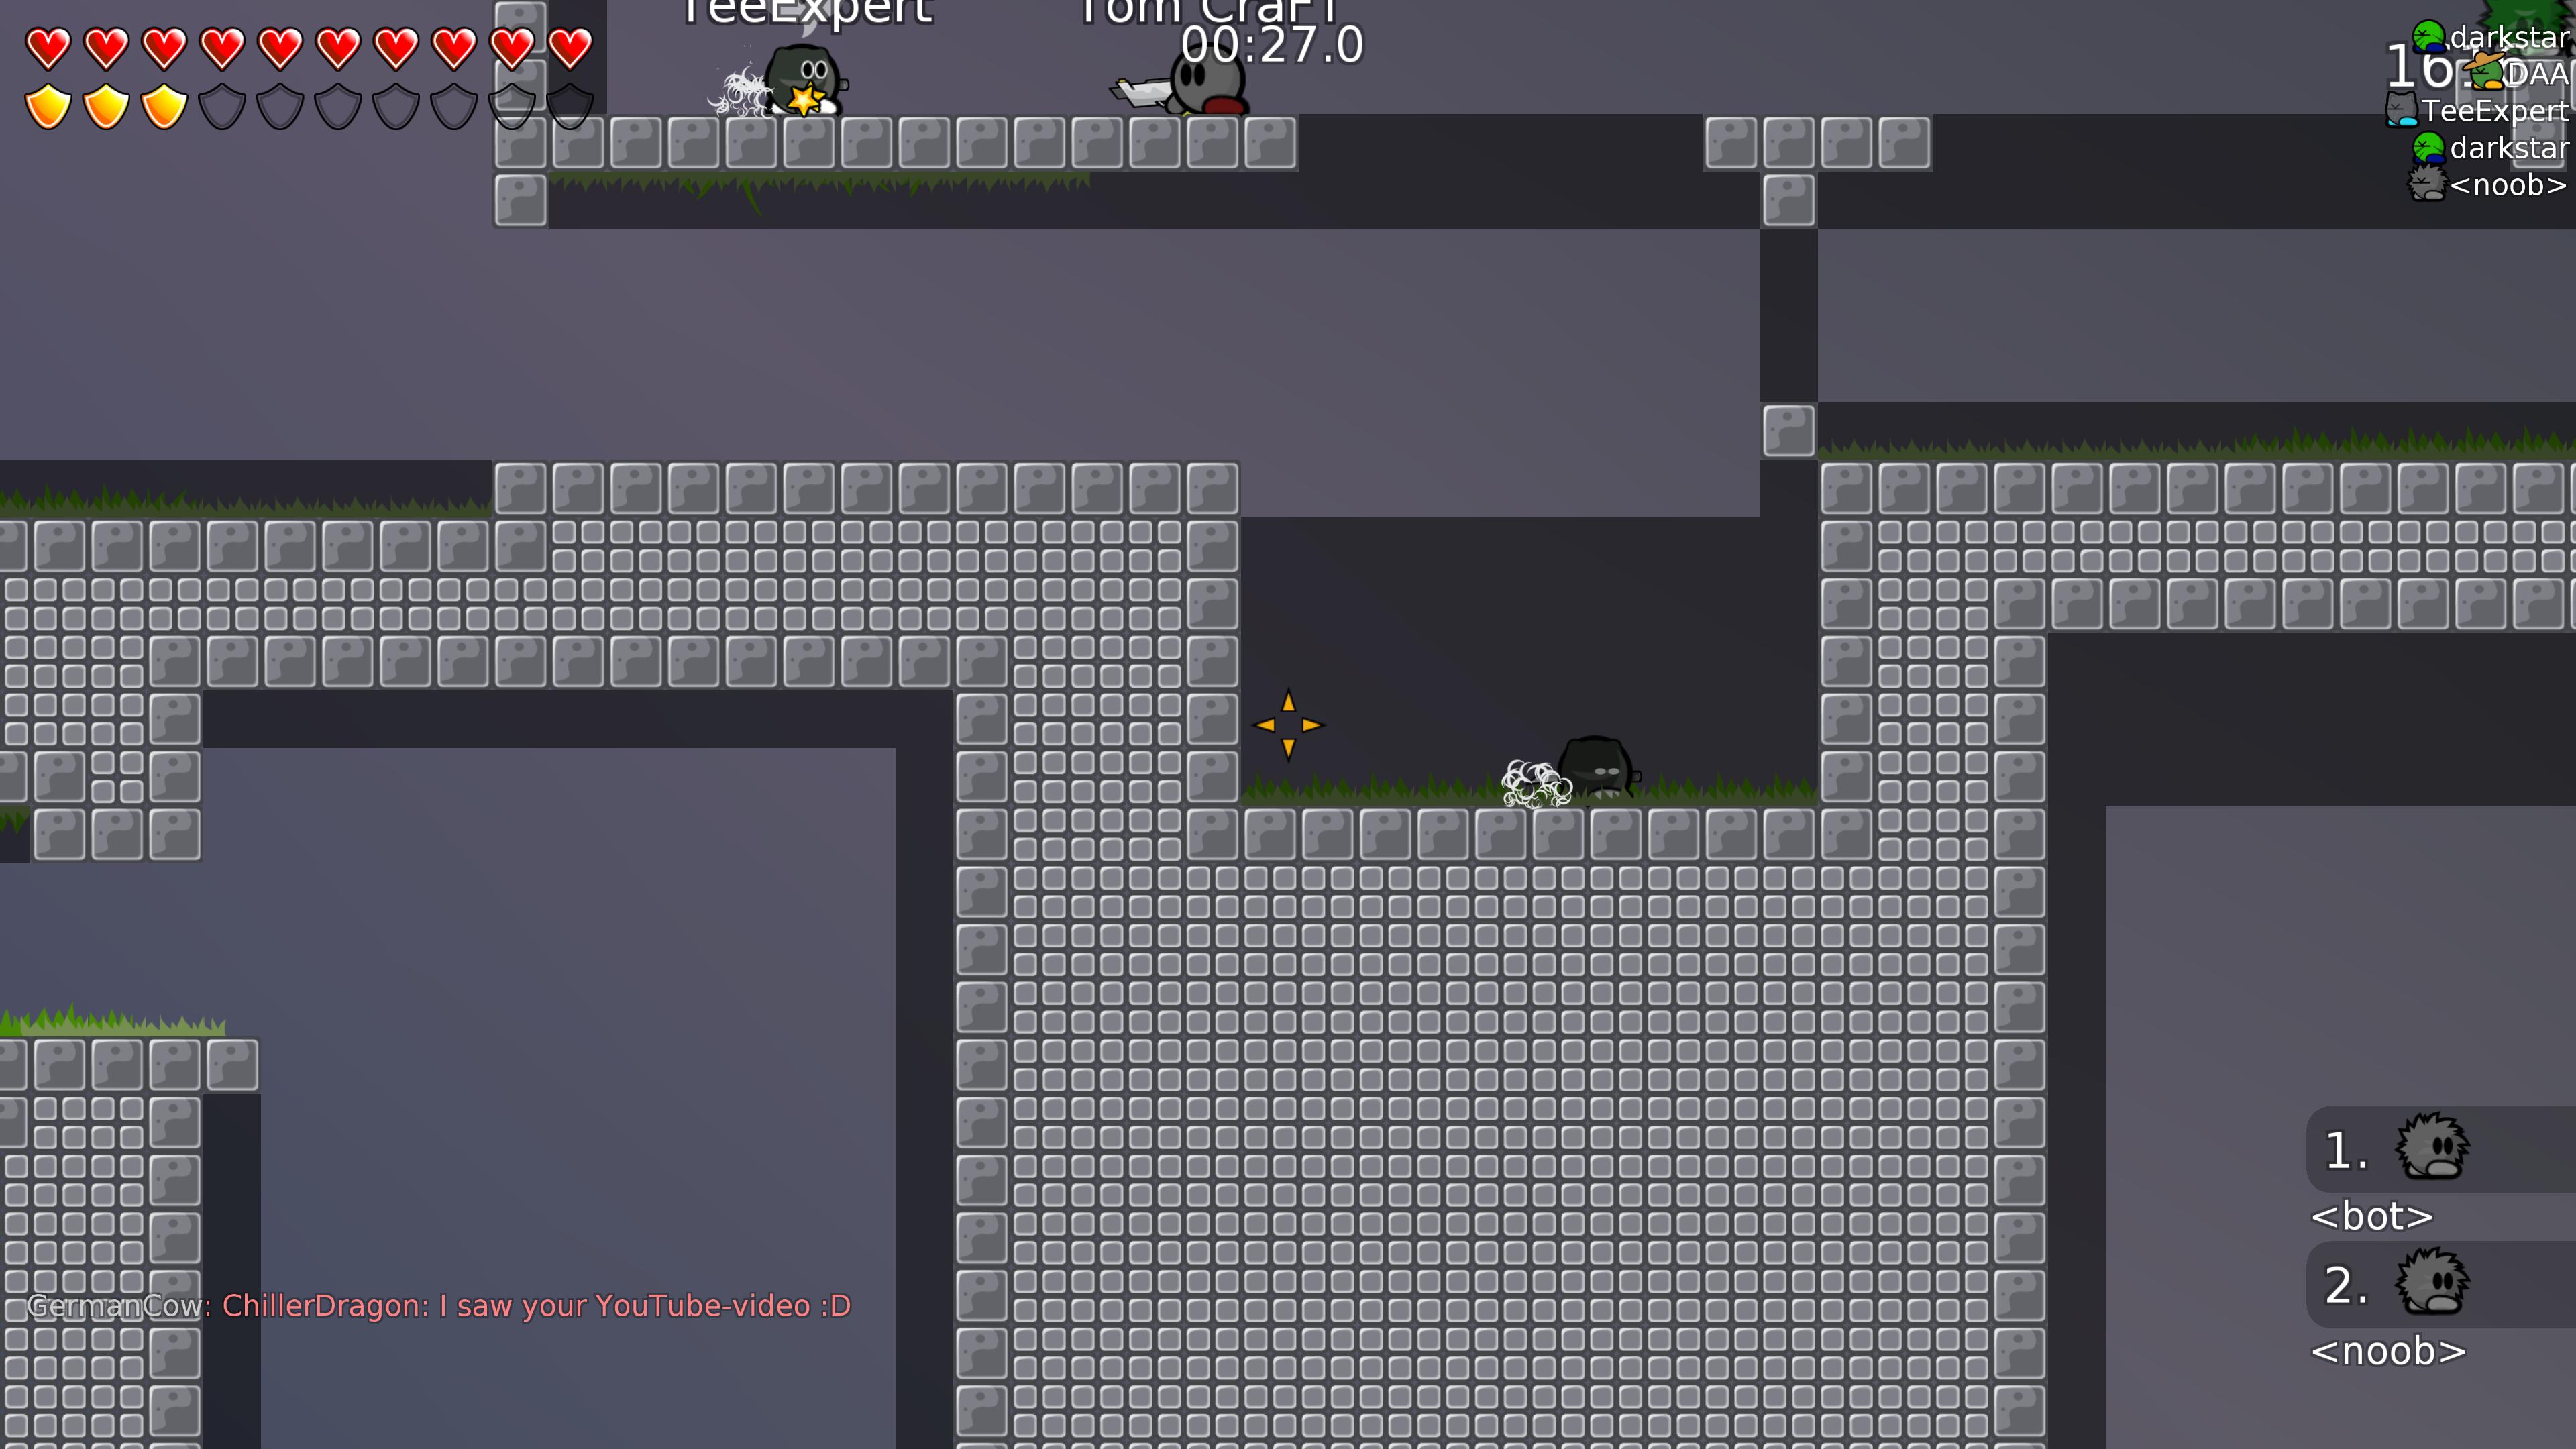 TeeExpert
Tom CraFT
00:27.0
darkstar
DAA
TeeExpert
darkstar
<noob>
1.
<bot>
2.
<noob>
GermanCow: ChillerDragon: I saw your YouTube-video :D